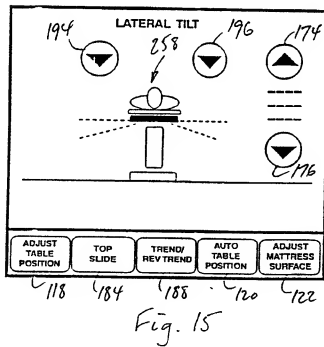 LATERAL TILT
194
258
196
174
176
ADJUST TABLE POSITION
TOP SLIDE
TREND/ REV TREND
AUTO TABLE POSITION
ADJUST MATTRESS SURFACE
118
184
188
120
122
Fig. 15